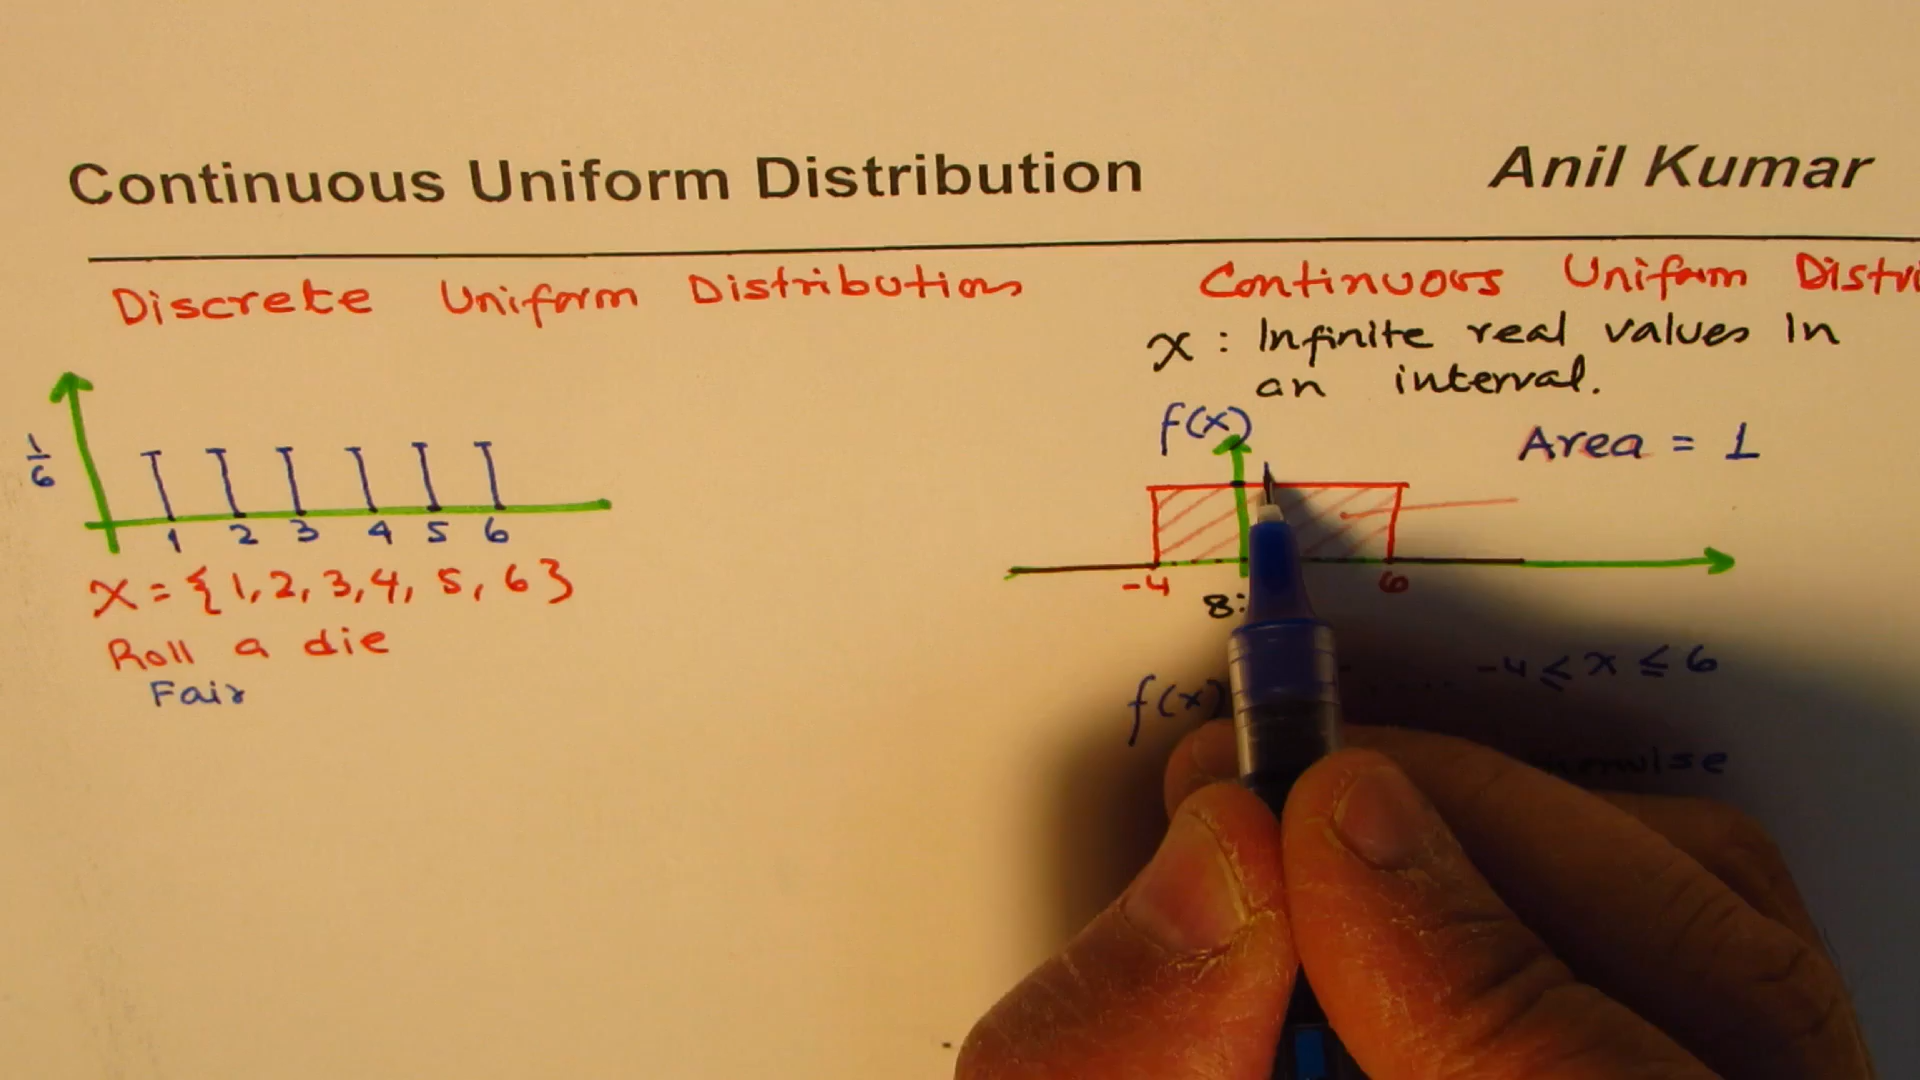 Continuous Uniform Distribution
Anil Kumar
Discrete Uniform Distribution
1/6
1 2 3 4 5 6
X = {1, 2, 3, 4, 5, 6}
Roll a die
Fair
Continuous Uniform Distri
X : Infinite real values in
an interval.
f(x)
Area = 1
-4 6
8:
-4 ≤ x ≤ 6
f(x)